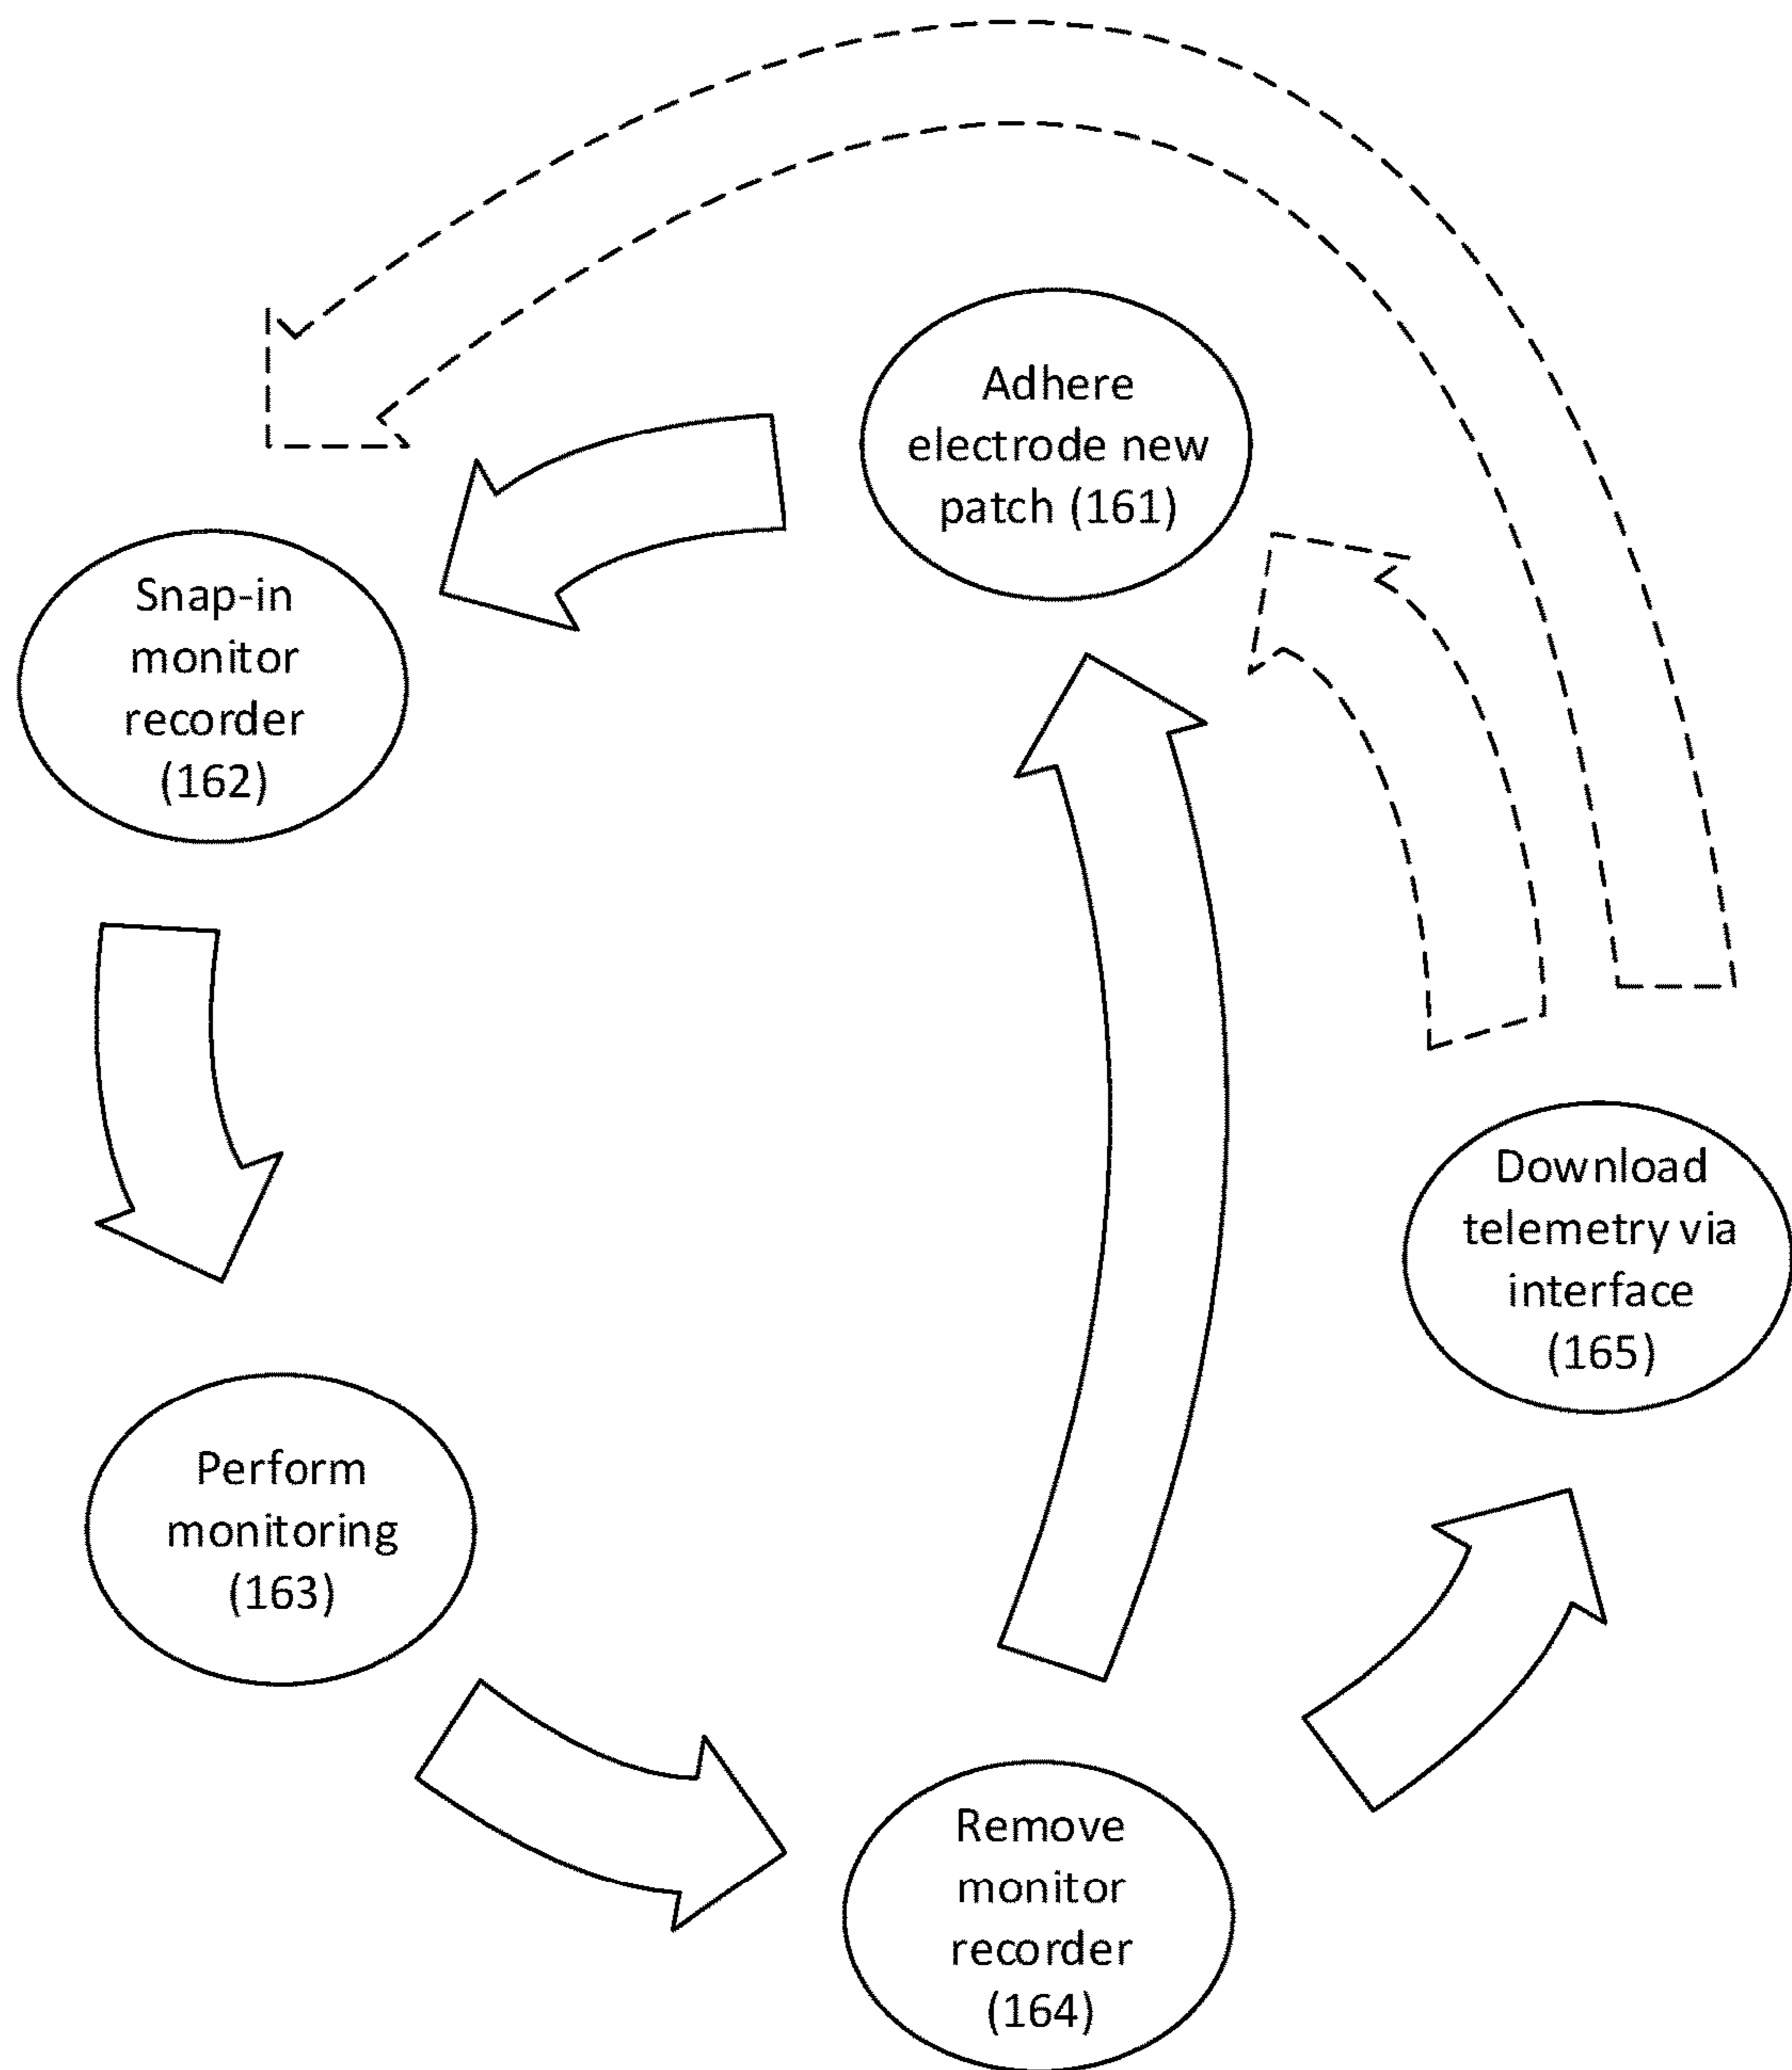 Adhere
electrode new
patch (161)
Snap-in
monitor
recorder
(162)
Perform
monitoring
(163)
Remove
monitor
recorder
(164)
Download
telemetry via
interface
(165)